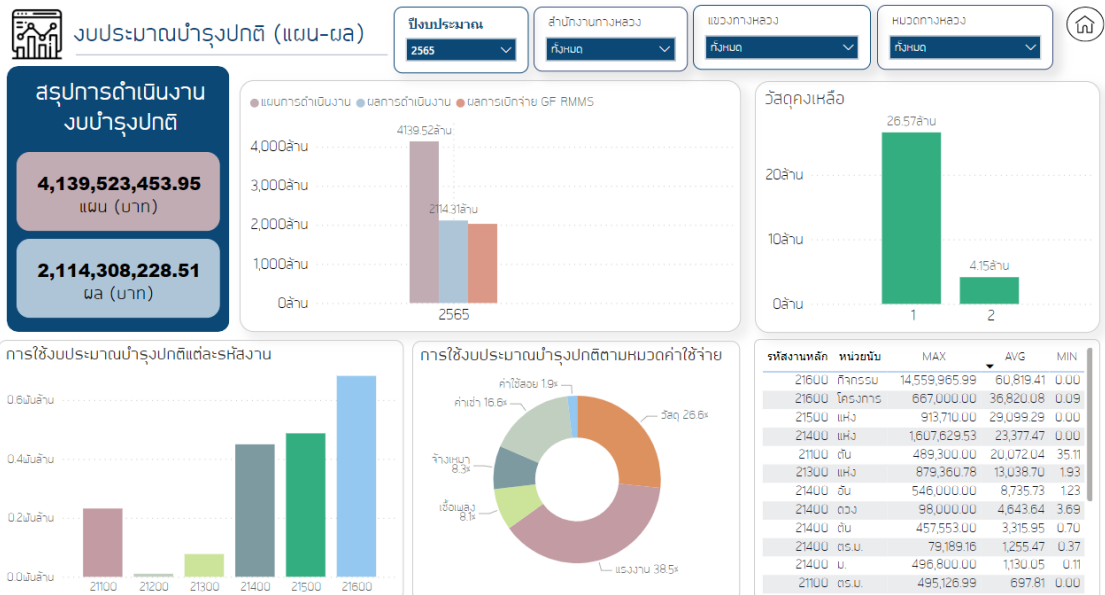 งบประมาณบำรุงปกติ (แผน-ผล)
ปีงบประมาณ
2565
สำนักงานทางหลวง
ทั้งหมด
แขวงทางหลวง
ทั้งหมด
หมวดทางหลวง
ทั้งหมด
สรุปการดำเนินงาน
งบบำรุงปกติ
4,139,523,453.95
แผน (บาท)
2,114,308,228.51
ผล (บาท)
แผนการดำเนินงาน ผลการดำเนินงาน ผลการเบิกจ่าย GF RMMS
4139.52ล้าน
4,000ล้าน
3,000ล้าน
2114.31ล้าน
2,000ล้าน
1,000ล้าน
0ล้าน
2565
วัสดุคงเหลือ
26.57ล้าน
20ล้าน
10ล้าน
4.15ล้าน
0ล้าน
1 2
การใช้งบประมาณบำรุงปกติแต่ละรหัสงาน
0.6พันล้าน
0.4พันล้าน
0.2พันล้าน
0.0พันล้าน
21100 21200 21300 21400 21500 21600
การใช้งบประมาณบำรุงปกติตามหมวดค่าใช้จ่าย
ค่าใช้สอย 1.9%
ค่าเช่า 16.6%
วัสดุ 26.6%
จ้างเหมา
8.3%
เชื้อเพลิง
8.1%
แรงงาน 38.5%
รหัสงานหลัก หน่วยนับ MAX AVG MIN
21600 กิจกรรม 14,559,965.99 60,819.41 0.00
21600 โครงการ 667,000.00 36,820.08 0.09
21500 แห่ง 913,710.00 29,099.29 0.00
21400 แห่ง 1,607,629.53 23,377.47 0.00
21100 ตัน 489,300.00 20,072.04 35.11
21300 แห่ง 879,360.78 13,038.70 1.93
21400 อัน 546,000.00 8,735.73 1.23
21400 ดวง 98,000.00 4,643.64 3.69
21400 ต้น 457,553.00 3,315.95 0.70
21400 ตร.ม. 79,189.16 1,255.47 0.37
21400 ม. 496,800.00 1,130.05 0.11
21100 ตร.ม. 495,126.99 697.81 0.00